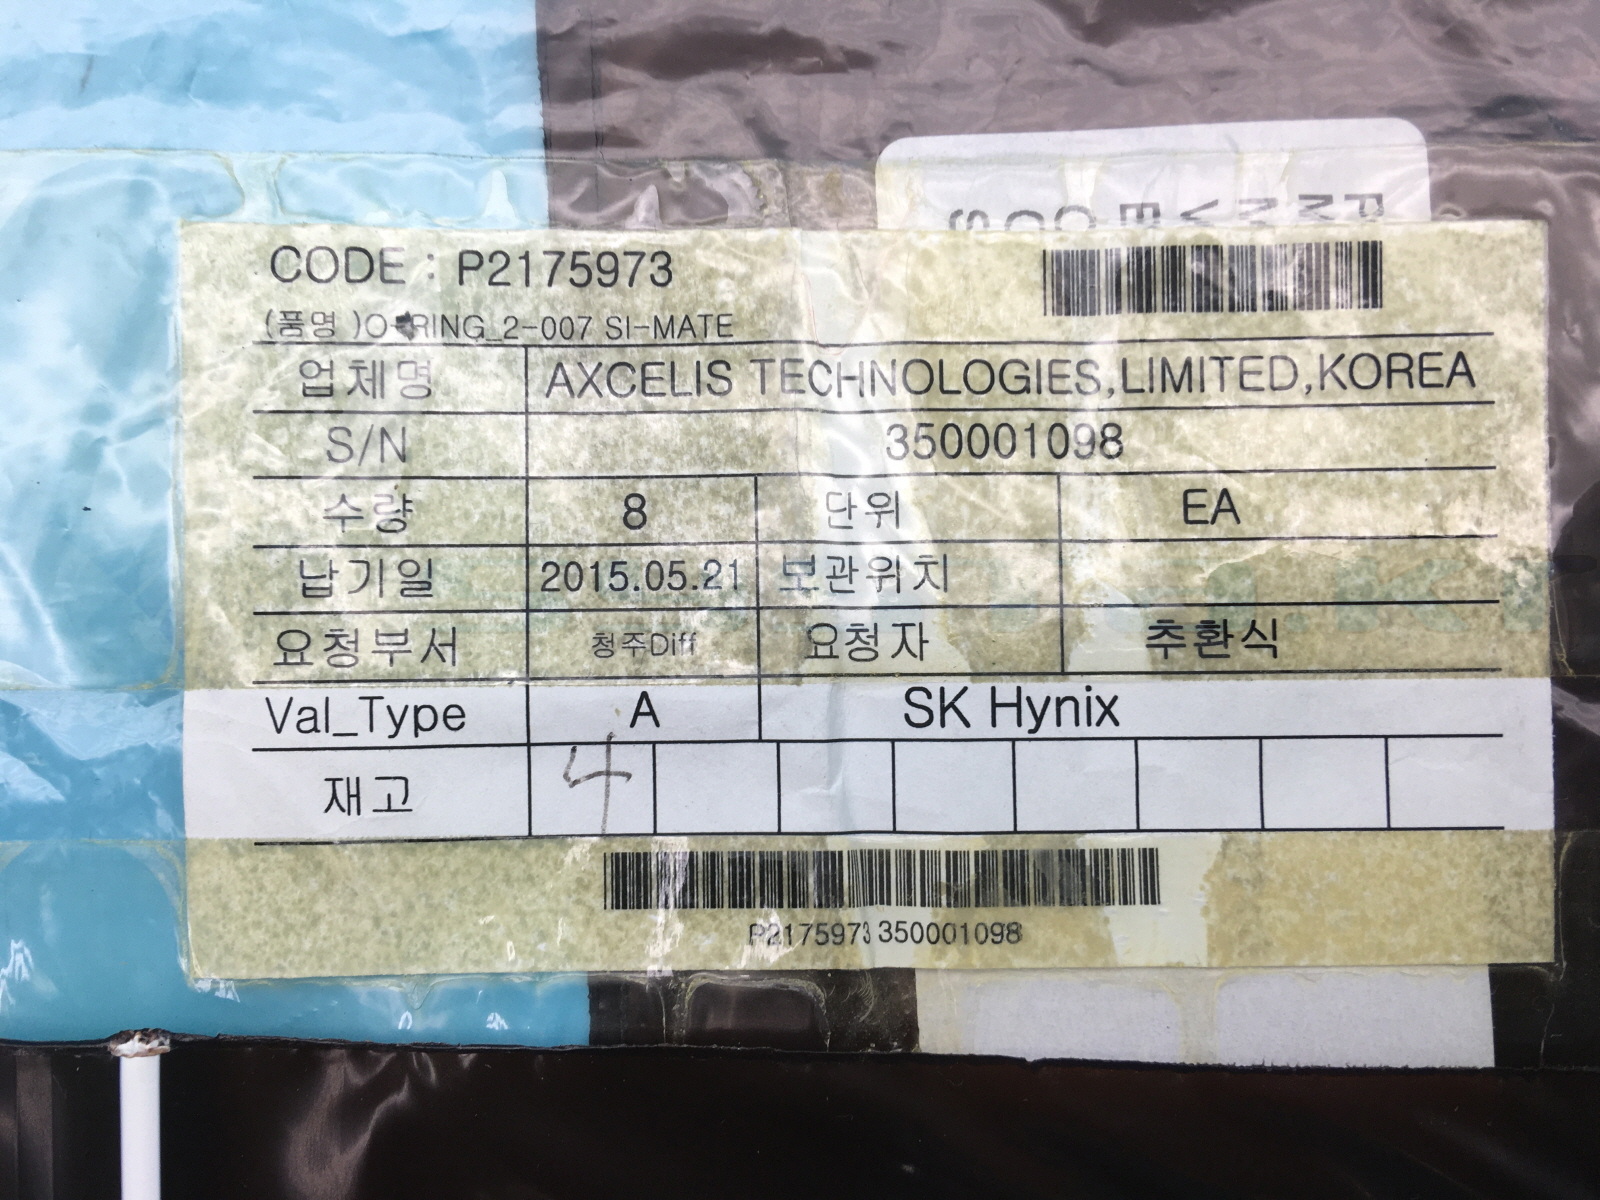 CODE : P2175973
(품명 )O-RING_2-007 SI-MATE
업체명 AXCELIS TECHNOLOGIES,LIMITED,KOREA
S/N 350001098
수량 8 단위 EA
납기일 2015.05.21 보관위치
요청부서 청주Diff 요청자 추환식
Val_Type A SK Hynix
재고 4
P2175973 350001098